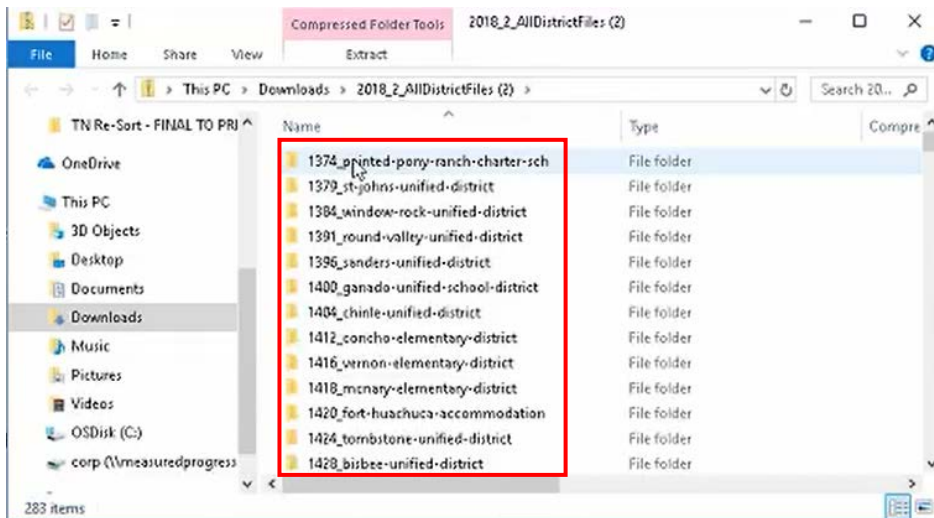 Compressed Folder Tools
2018_2_AllDistrictFiles (2)
File
Home
Share
View
Extract
This PC > Downloads > 2018_2_AllDistrictFiles (2) >
Search 20...
TN Re-Sort - FINAL TO PRI
OneDrive
This PC
3D Objects
Desktop
Documents
Downloads
Music
Pictures
Videos
OSDisk (C:)
corp (\\measuredprogress
Name
Type
Compre
1374_painted-pony-ranch-charter-sch
File folder
1379_st-johns-unified-district
File folder
1384_window-rock-unified-district
File folder
1391_round-valley-unified-district
File folder
1396_sanders-unified-district
File folder
1400_ganado-unified-school-district
File folder
1404_chinle-unified-district
File folder
1412_concho-elementary-district
File folder
1416_vernon-elementary-district
File folder
1418_mcnary-elementary-district
File folder
1420_fort-huachuca-accommodation
File folder
1424_tombstone-unified-district
File folder
1428_bisbee-unified-district
File folder
283 items